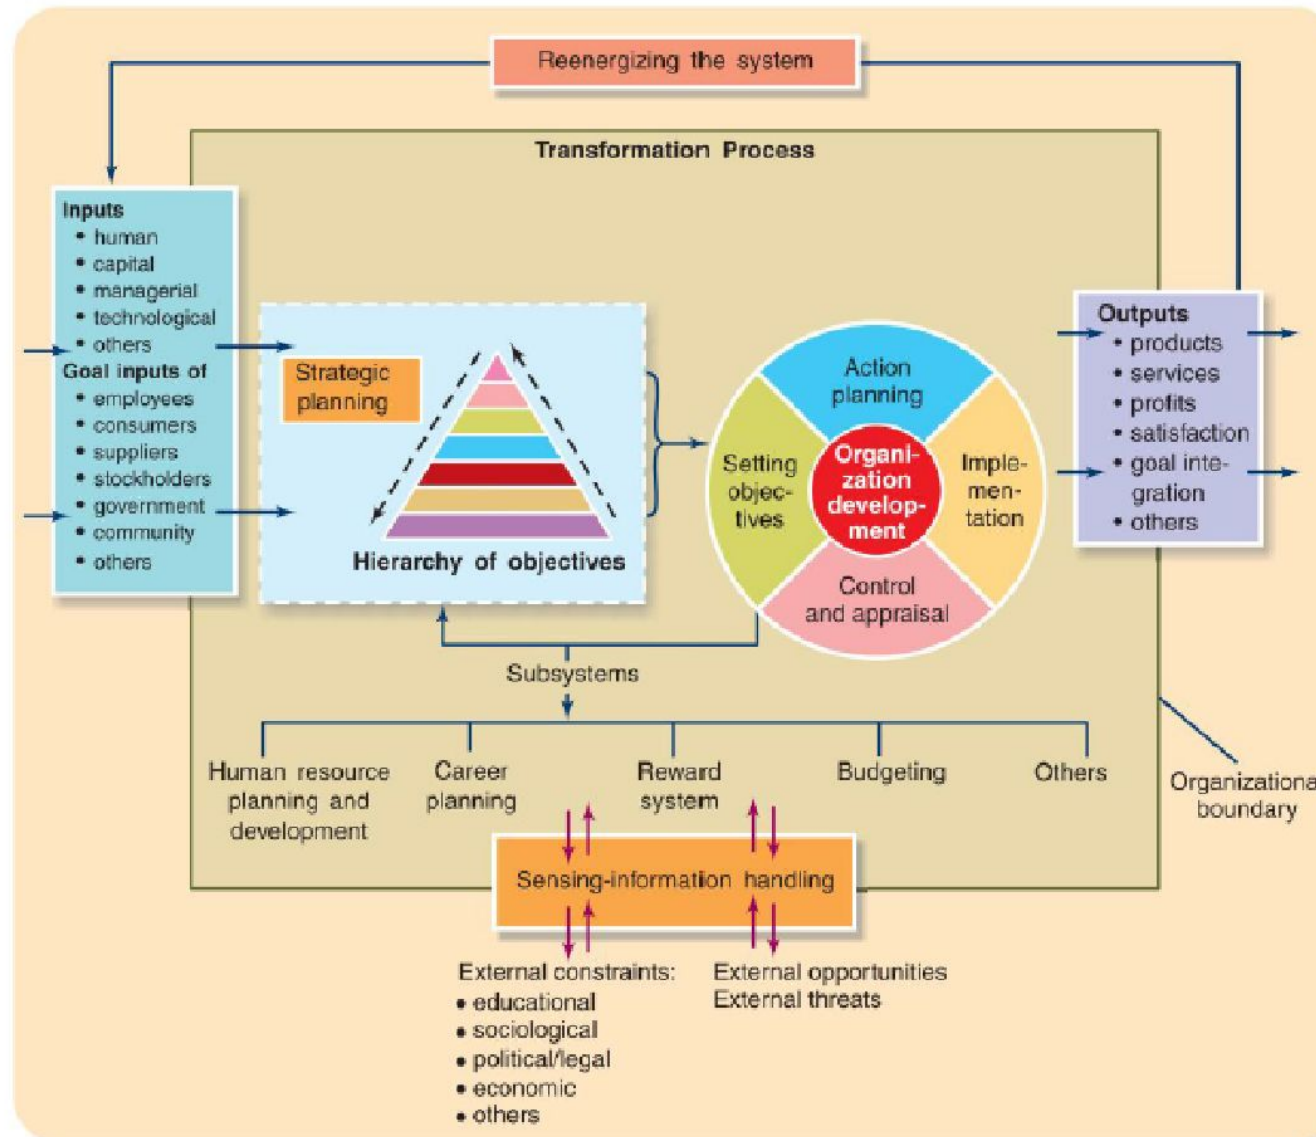 Reenergizing the system
Transformation Process
Inputs
• human
• capital
• managerial
• technological
• others
Goal inputs of
• employees
• consumers
• suppliers
• stockholders
• government
• community
• others
Strategic
planning
Hierarchy of objectives
Action
planning
Setting
objec-
tives
Organi-
zation
develop-
ment
Imple-
men-
tation
Control
and appraisal
Outputs
• products
• services
• profits
• satisfaction
• goal inte-
gration
• others
Subsystems
Human resource
planning and
development
Career
planning
Reward
system
Budgeting
Others
Organizationa
boundary
Sensing-information handling
External constraints:
• educational
• sociological
• political/legal
• economic
• others
External opportunities
External threats